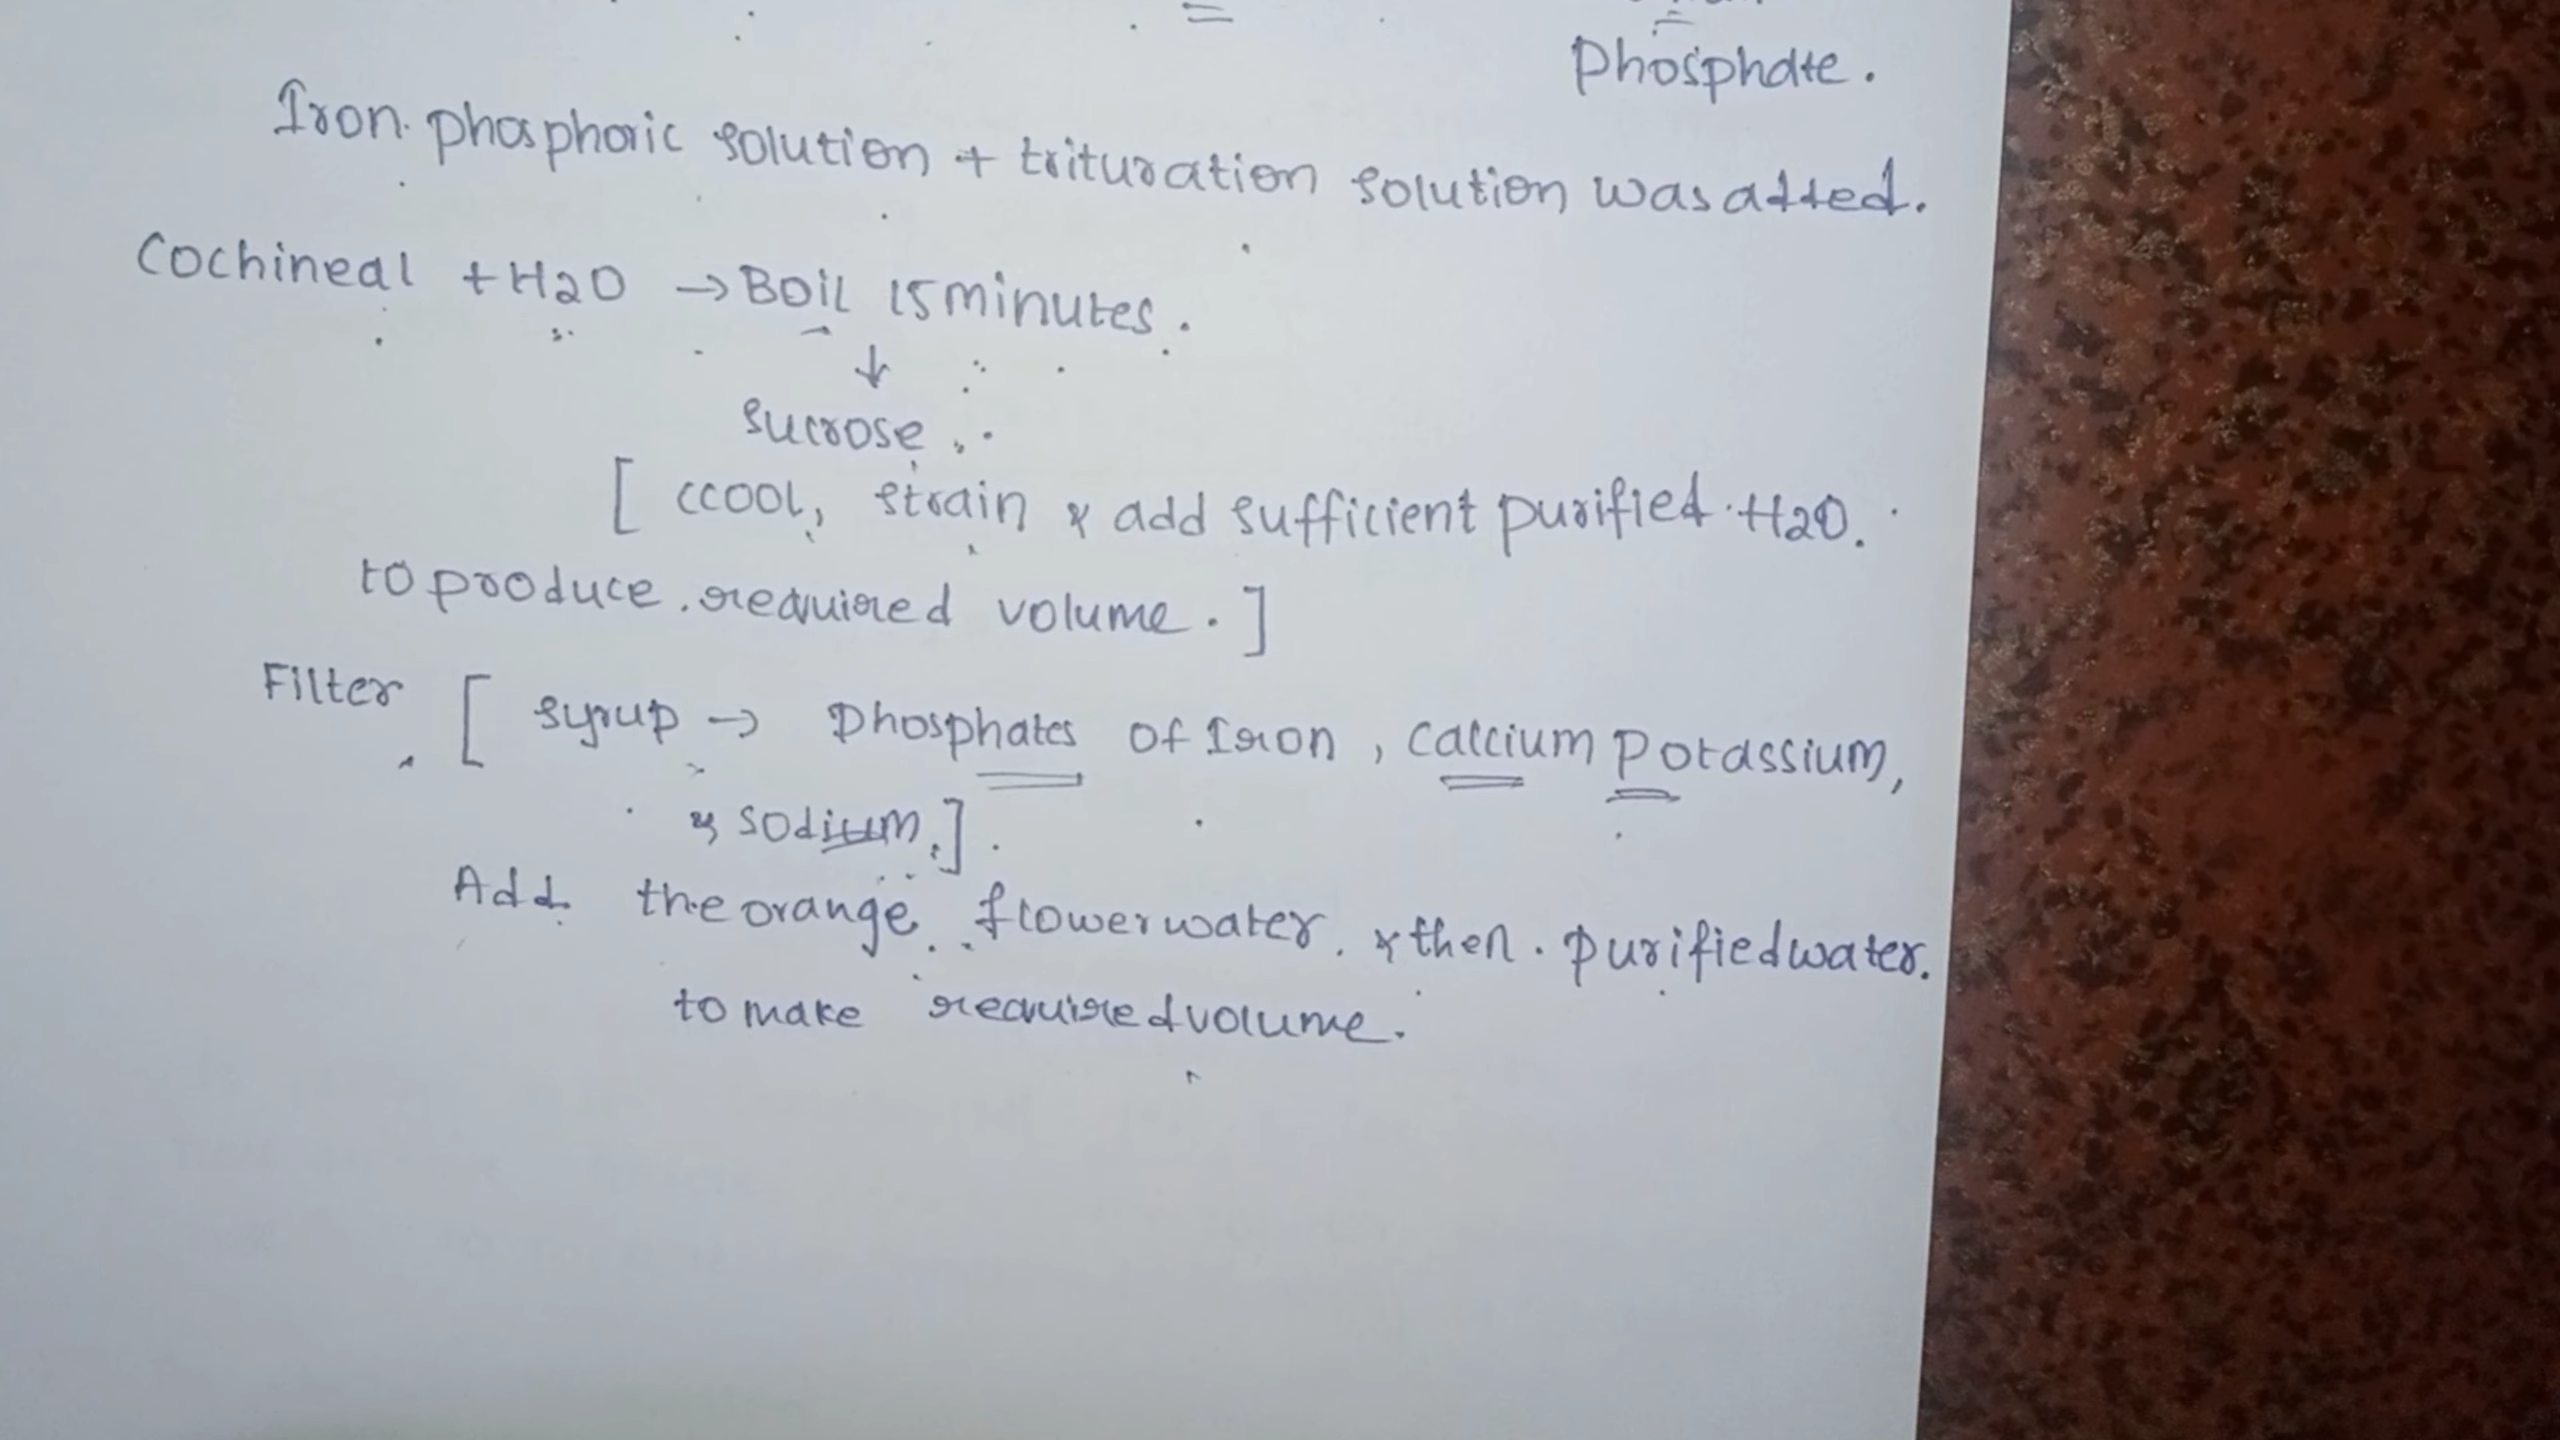 Phosphate.
Iron phosphoric solution + trituration solution was added.
Cochineal + H2O → Boil 15 minutes.
↓
sucrose
[ ccool, strain & add sufficient purified H2O.
to produce required volume. ]
Filter [ syrup → Phosphates of Iron, calcium Potassium,
& sodium. ].
Add the orange flower water. & then. purified water.
to make required volume.